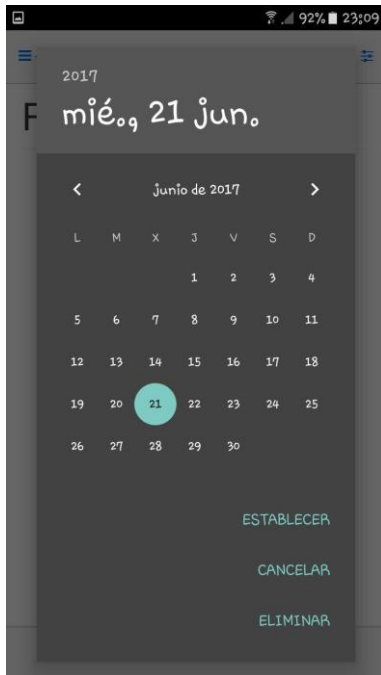 92% 23:09
F
2017
mié., 21 jun.
junio de 2017
L M X J V S D
1 2 3 4
5 6 7 8 9 10 11
12 13 14 15 16 17 18
19 20 21 22 23 24 25
26 27 28 29 30
ESTABLECER
CANCELAR
ELIMINAR